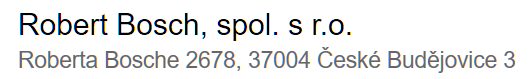 Robert Bosch, spol. s r.o.
Roberta Bosche 2678, 37004 České Budějovice 3